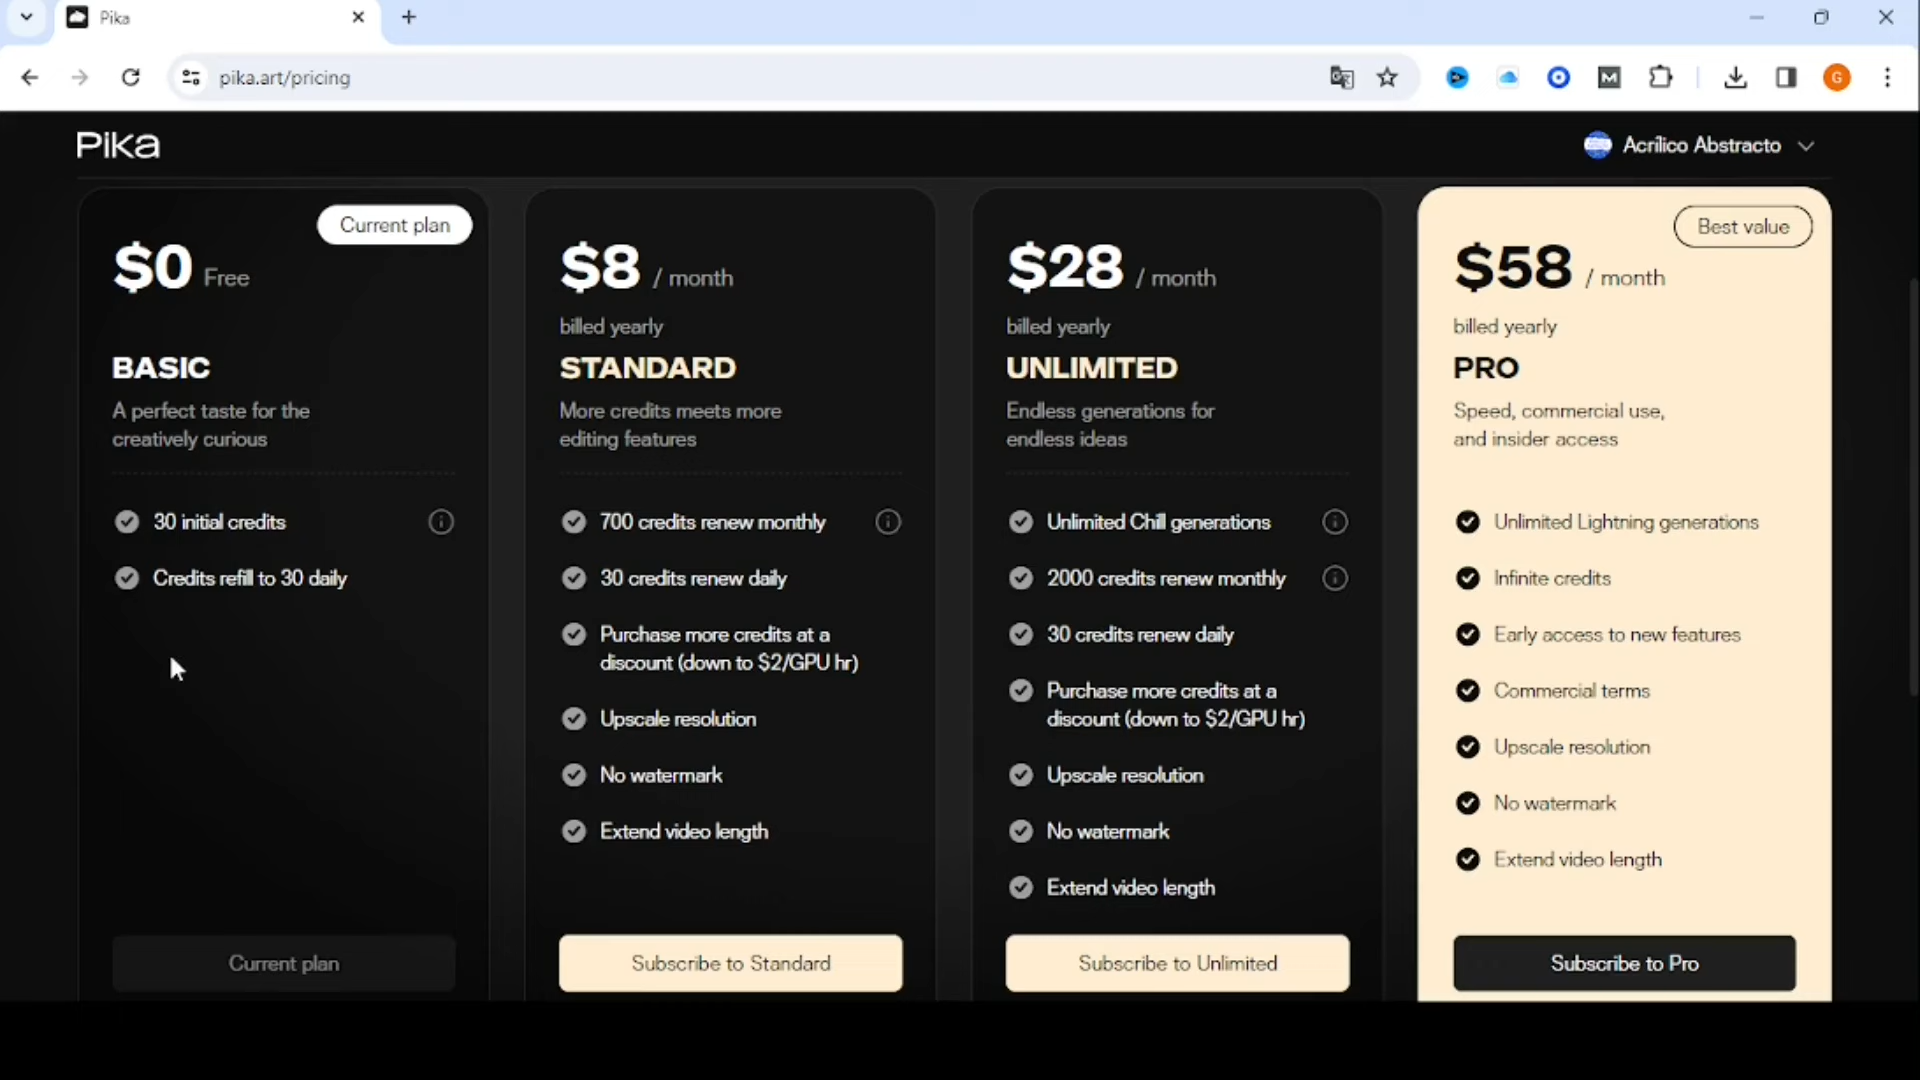 Pika
pika.art/pricing
G
Pika
Acrílico Abstracto
Current plan
$0 Free
BASIC
A perfect taste for the
creatively curious
30 initial credits
Credits refill to 30 daily
Current plan
$8 / month
billed yearly
STANDARD
More credits meets more
editing features
700 credits renew monthly
30 credits renew daily
Purchase more credits at a
discount (down to $2/GPU hr)
Upscale resolution
No watermark
Extend video length
Subscribe to Standard
$28 / month
billed yearly
UNLIMITED
Endless generations for
endless ideas
Unlimited Chill generations
2000 credits renew monthly
30 credits renew daily
Purchase more credits at a
discount (down to $2/GPU hr)
Upscale resolution
No watermark
Extend video length
Subscribe to Unlimited
Best value
$58 / month
billed yearly
PRO
Speed, commercial use,
and insider access
Unlimited Lightning generations
Infinite credits
Early access to new features
Commercial terms
Upscale resolution
No watermark
Extend video length
Subscribe to Pro